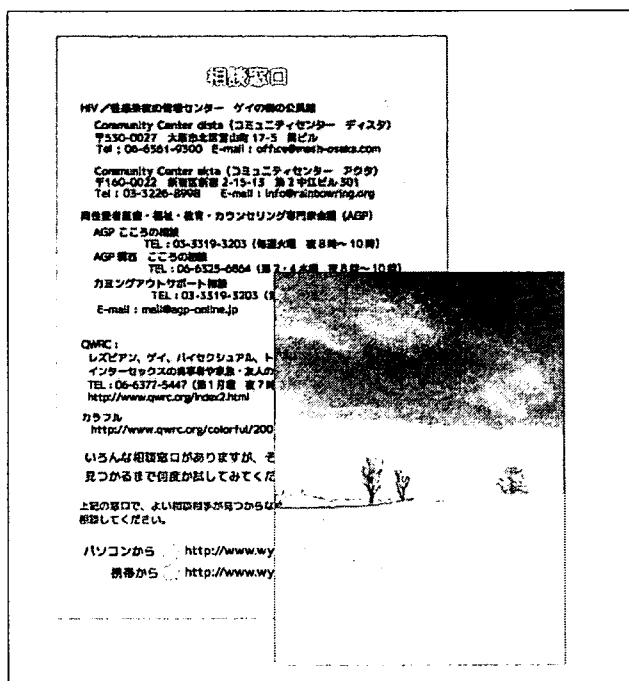 相談窓口
HIV／性感染症の情報センター　ゲイの街の公民館
Community Center dista（コミュニティセンター　ディスタ）
〒530-0027　大阪市北区堂山町 17-5　巽ビル
Tel : 06-6361-9300　E-mail : office@mash-osaka.com
Community Center akta（コミュニティセンター　アクタ）
〒160-0022　新宿区新宿 2-15-13　第 2 中江ビル 301
Tel : 03-3226-8998　E-mail : info@rainbowring.org
同性愛者医療・福祉・教育・カウンセリング専門家会議（AGP）
AGP こころの相談
TEL : 03-3319-3203（毎週火曜　夜 8 時～ 10 時）
AGP 関西　こころの相談
TEL : 06-6325-6864（第 2・4 水曜　夜 8 時～ 10 時）
カミングアウトサポート相談
TEL : 03-3319-3203（
E-mail : mail@agp-online.jp
QWRC :
レズビアン、ゲイ、バイセクシュアル、ト
インターセックスの当事者や家族・友人の
TEL : 06-6377-5447（第 1 月曜　夜 7 時
http://www.qwrc.org/index2.html
カラフル
http://www.qwrc.org/colorful/200
いろんな相談窓口がありますが、そ
見つかるまで何度か試してみてくだ
上記の窓口で、よい相談相手が見つからな
相談してください。
パソコンから　http://www.wy
携帯から　http://www.wy